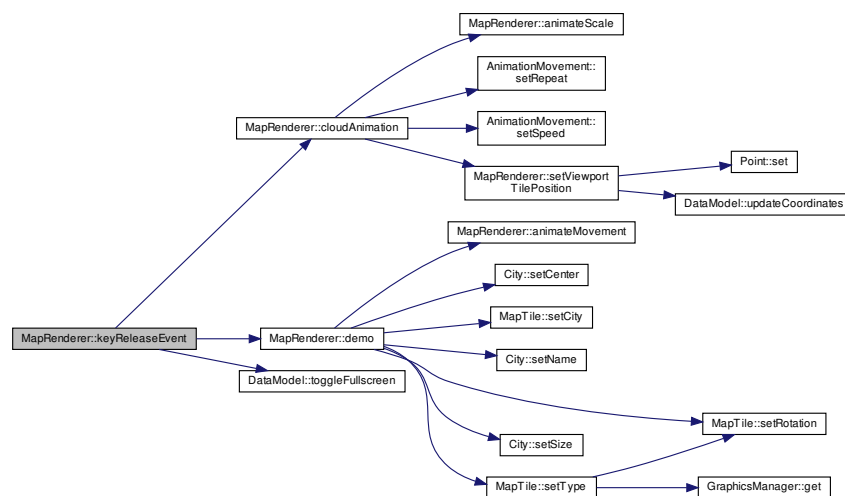 MapRenderer::animateScale
AnimationMovement::
setRepeat
MapRenderer::cloudAnimation
AnimationMovement::
setSpeed
MapRenderer::setViewport
TilePosition
Point::set
DataModel::updateCoordinates
MapRenderer::animateMovement
City::setCenter
MapTile::setCity
MapRenderer::keyReleaseEvent
MapRenderer::demo
City::setName
DataModel::toggleFullscreen
MapTile::setRotation
City::setSize
MapTile::setType
GraphicsManager::get